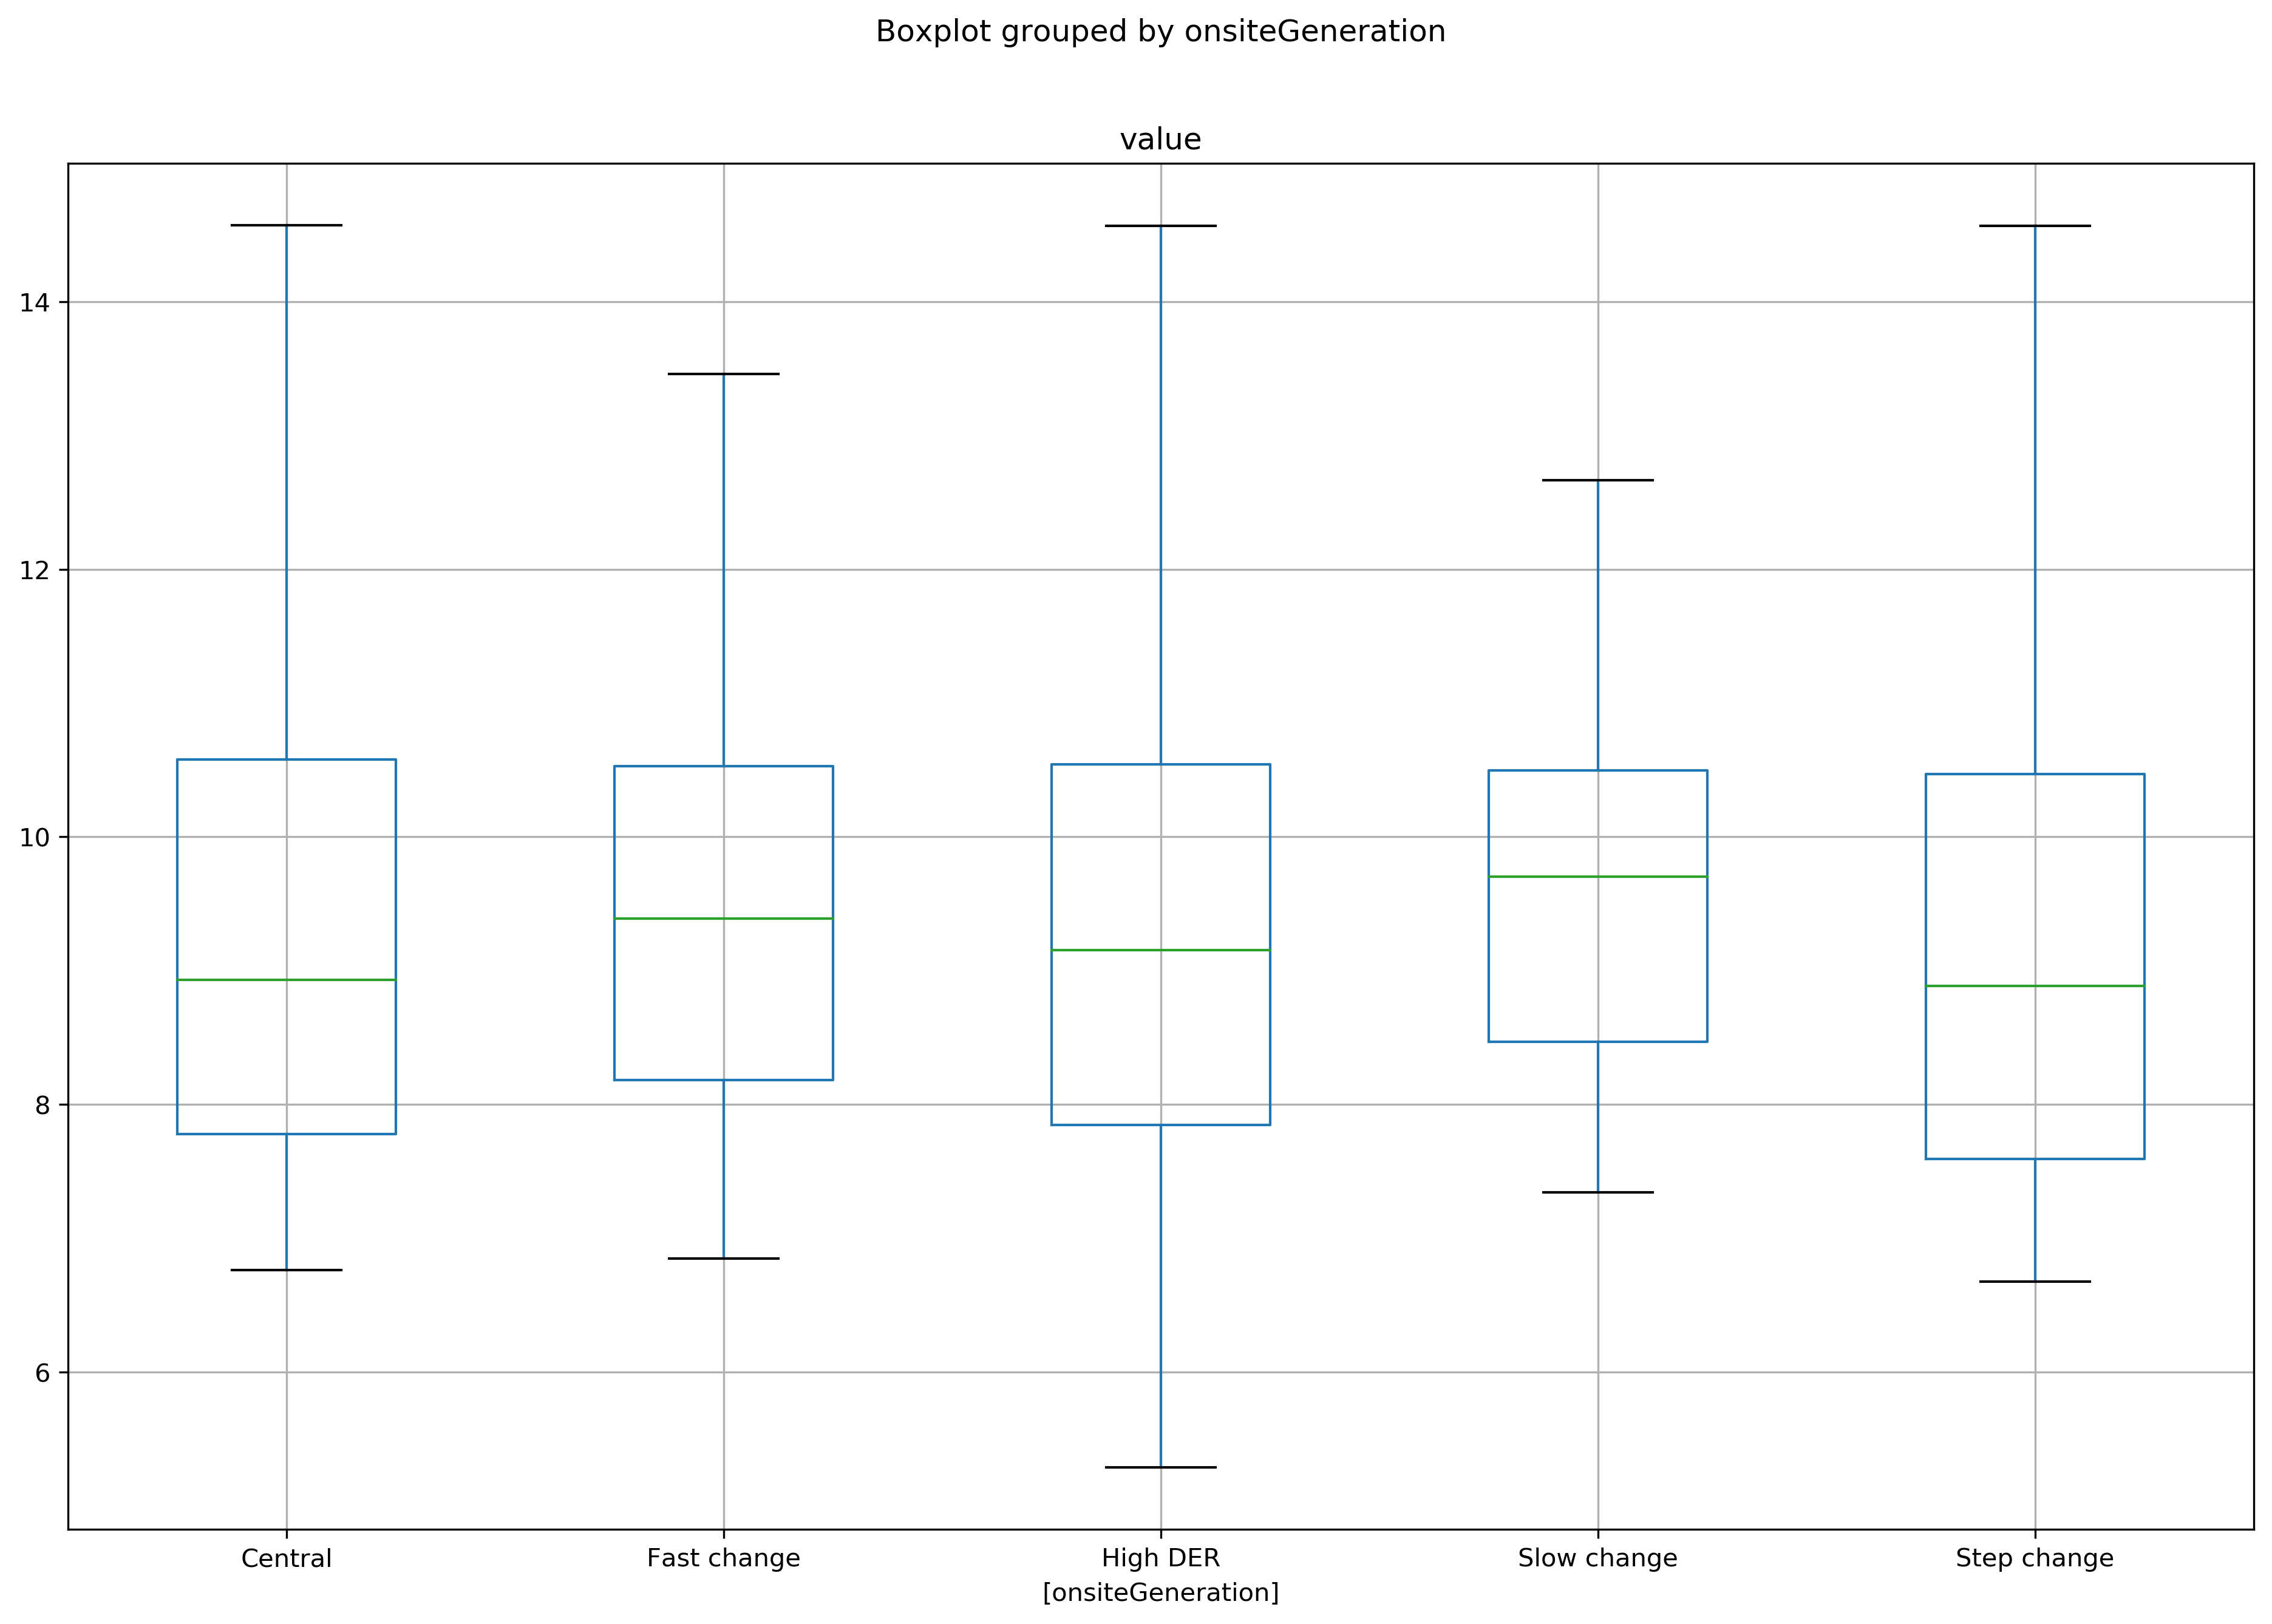 Boxplot grouped by onsiteGeneration
value
14
12
10
8
6
Central Fast change High DER Slow change Step change
[onsiteGeneration]